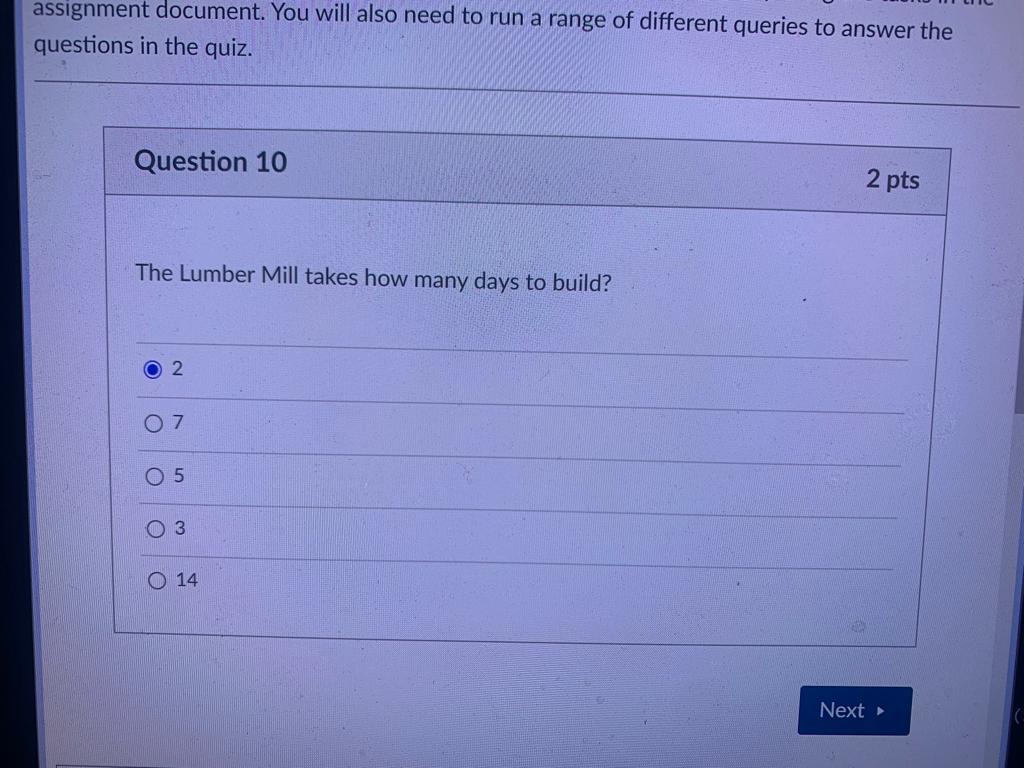 assignment document. You will also need to run a range of different queries to answer the
questions in the quiz.
Question 10
2 pts
The Lumber Mill takes how many days to build?
2
7
5
3
14
Next